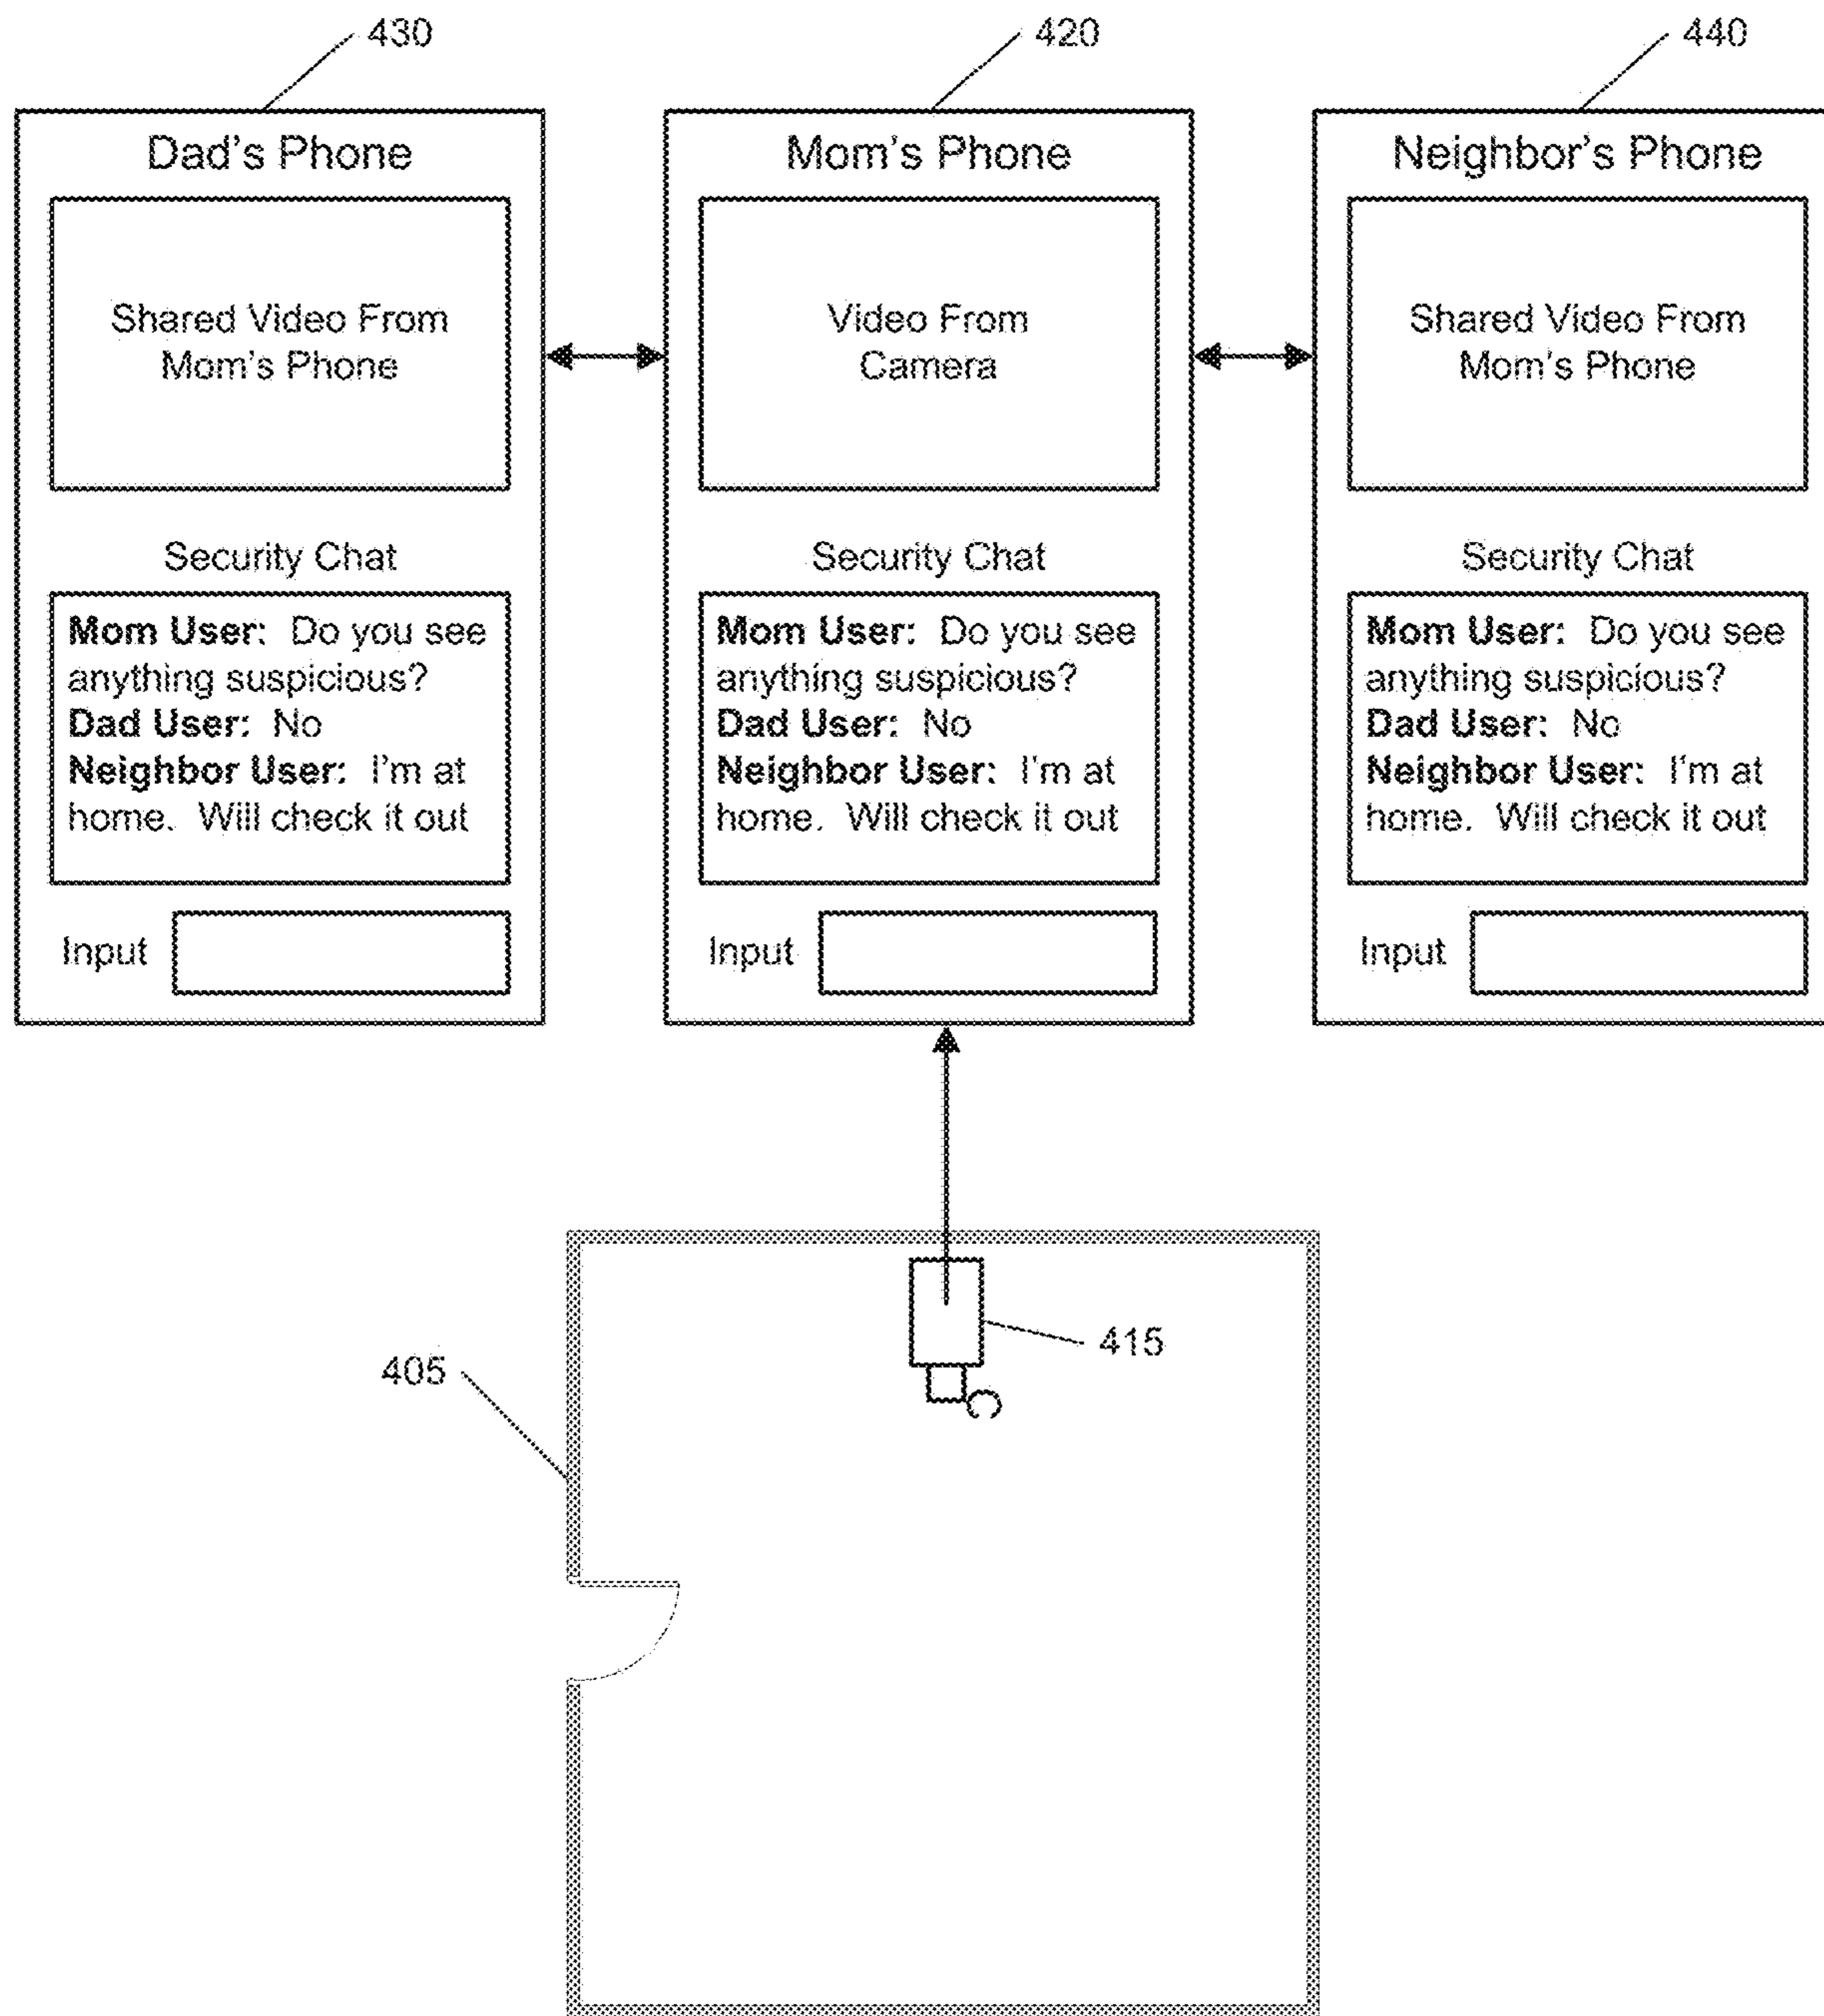 430
420
440
Dad's Phone
Shared Video From
Mom's Phone
Security Chat
Mom User: Do you see
anything suspicious?
Dad User: No
Neighbor User: I'm at
home. Will check it out
Input
Mom's Phone
Video From
Camera
Security Chat
Mom User: Do you see
anything suspicious?
Dad User: No
Neighbor User: I'm at
home. Will check it out
Input
Neighbor's Phone
Shared Video From
Mom's Phone
Security Chat
Mom User: Do you see
anything suspicious?
Dad User: No
Neighbor User: I'm at
home. Will check it out
Input
415
405